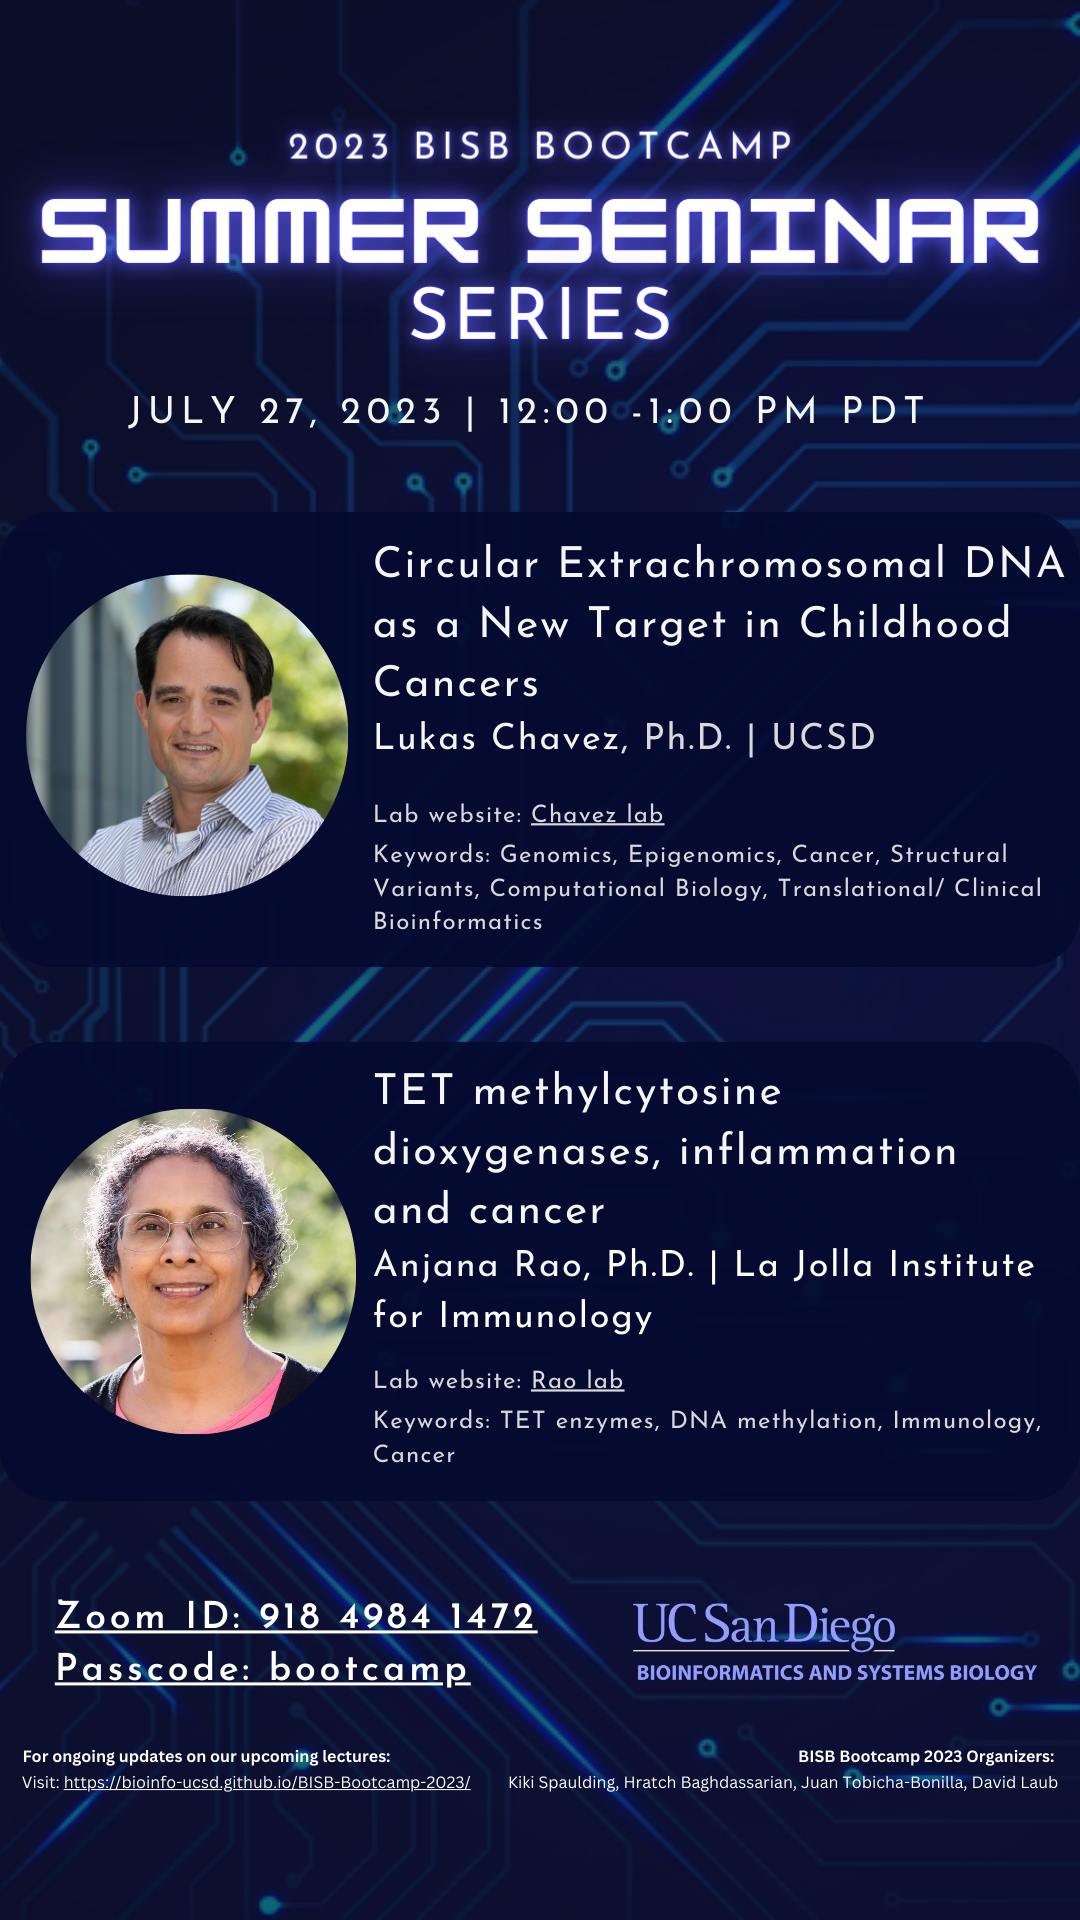 2023 BISB BOOTCAMP
SUMMER SEMINAR
SERIES
JULY 27, 2023 | 12:00 -1:00 PM PDT
Circular Extrachromosomal DNA
as a New Target in Childhood
Cancers
Lukas Chavez, Ph.D. | UCSD
Lab website: Chavez lab
Keywords: Genomics, Epigenomics, Cancer, Structural
Variants, Computational Biology, Translational/ Clinical
Bioinformatics
TET methylcytosine
dioxygenases, inflammation
and cancer
Anjana Rao, Ph.D. | La Jolla Institute
for Immunology
Lab website: Rao lab
Keywords: TET enzymes, DNA methylation, Immunology,
Cancer
Zoom ID: 918 4984 1472
Passcode: bootcamp
UC San Diego
BIOINFORMATICS AND SYSTEMS BIOLOGY
For ongoing updates on our upcoming lectures:
Visit: https://bioinfo-ucsd.github.io/BISB-Bootcamp-2023/
BISB Bootcamp 2023 Organizers:
Kiki Spaulding, Hratch Baghdassarian, Juan Tobicha-Bonilla, David Laub